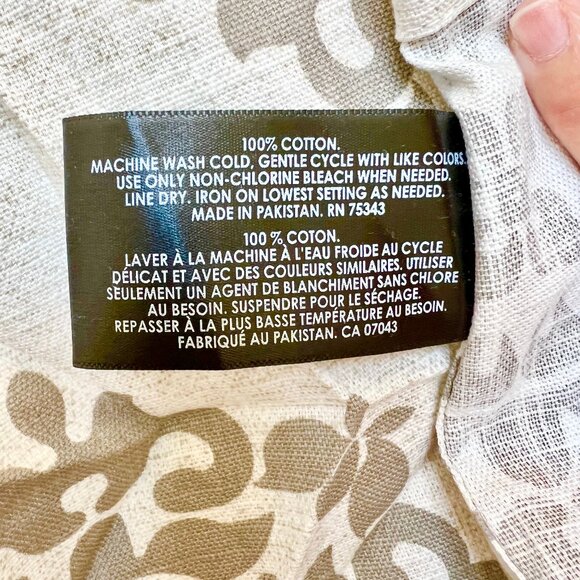 100% COTTON.
MACHINE WASH COLD, GENTLE CYCLE WITH LIKE COLORS.
USE ONLY NON-CHLORINE BLEACH WHEN NEEDED.
LINE DRY. IRON ON LOWEST SETTING AS NEEDED.
MADE IN PAKISTAN. RN 75343
100 % COTON.
LAVER À LA MACHINE À L'EAU FROIDE AU CYCLE
DÉLICAT ET AVEC DES COULEURS SIMILAIRES. UTILISER
SEULEMENT UN AGENT DE BLANCHIMENT SANS CHLORE
AU BESOIN. SUSPENDRE POUR LE SÉCHAGE.
REPASSER À LA PLUS BASSE TEMPÉRATURE AU BESOIN.
FABRIQUÉ AU PAKISTAN. CA 07043